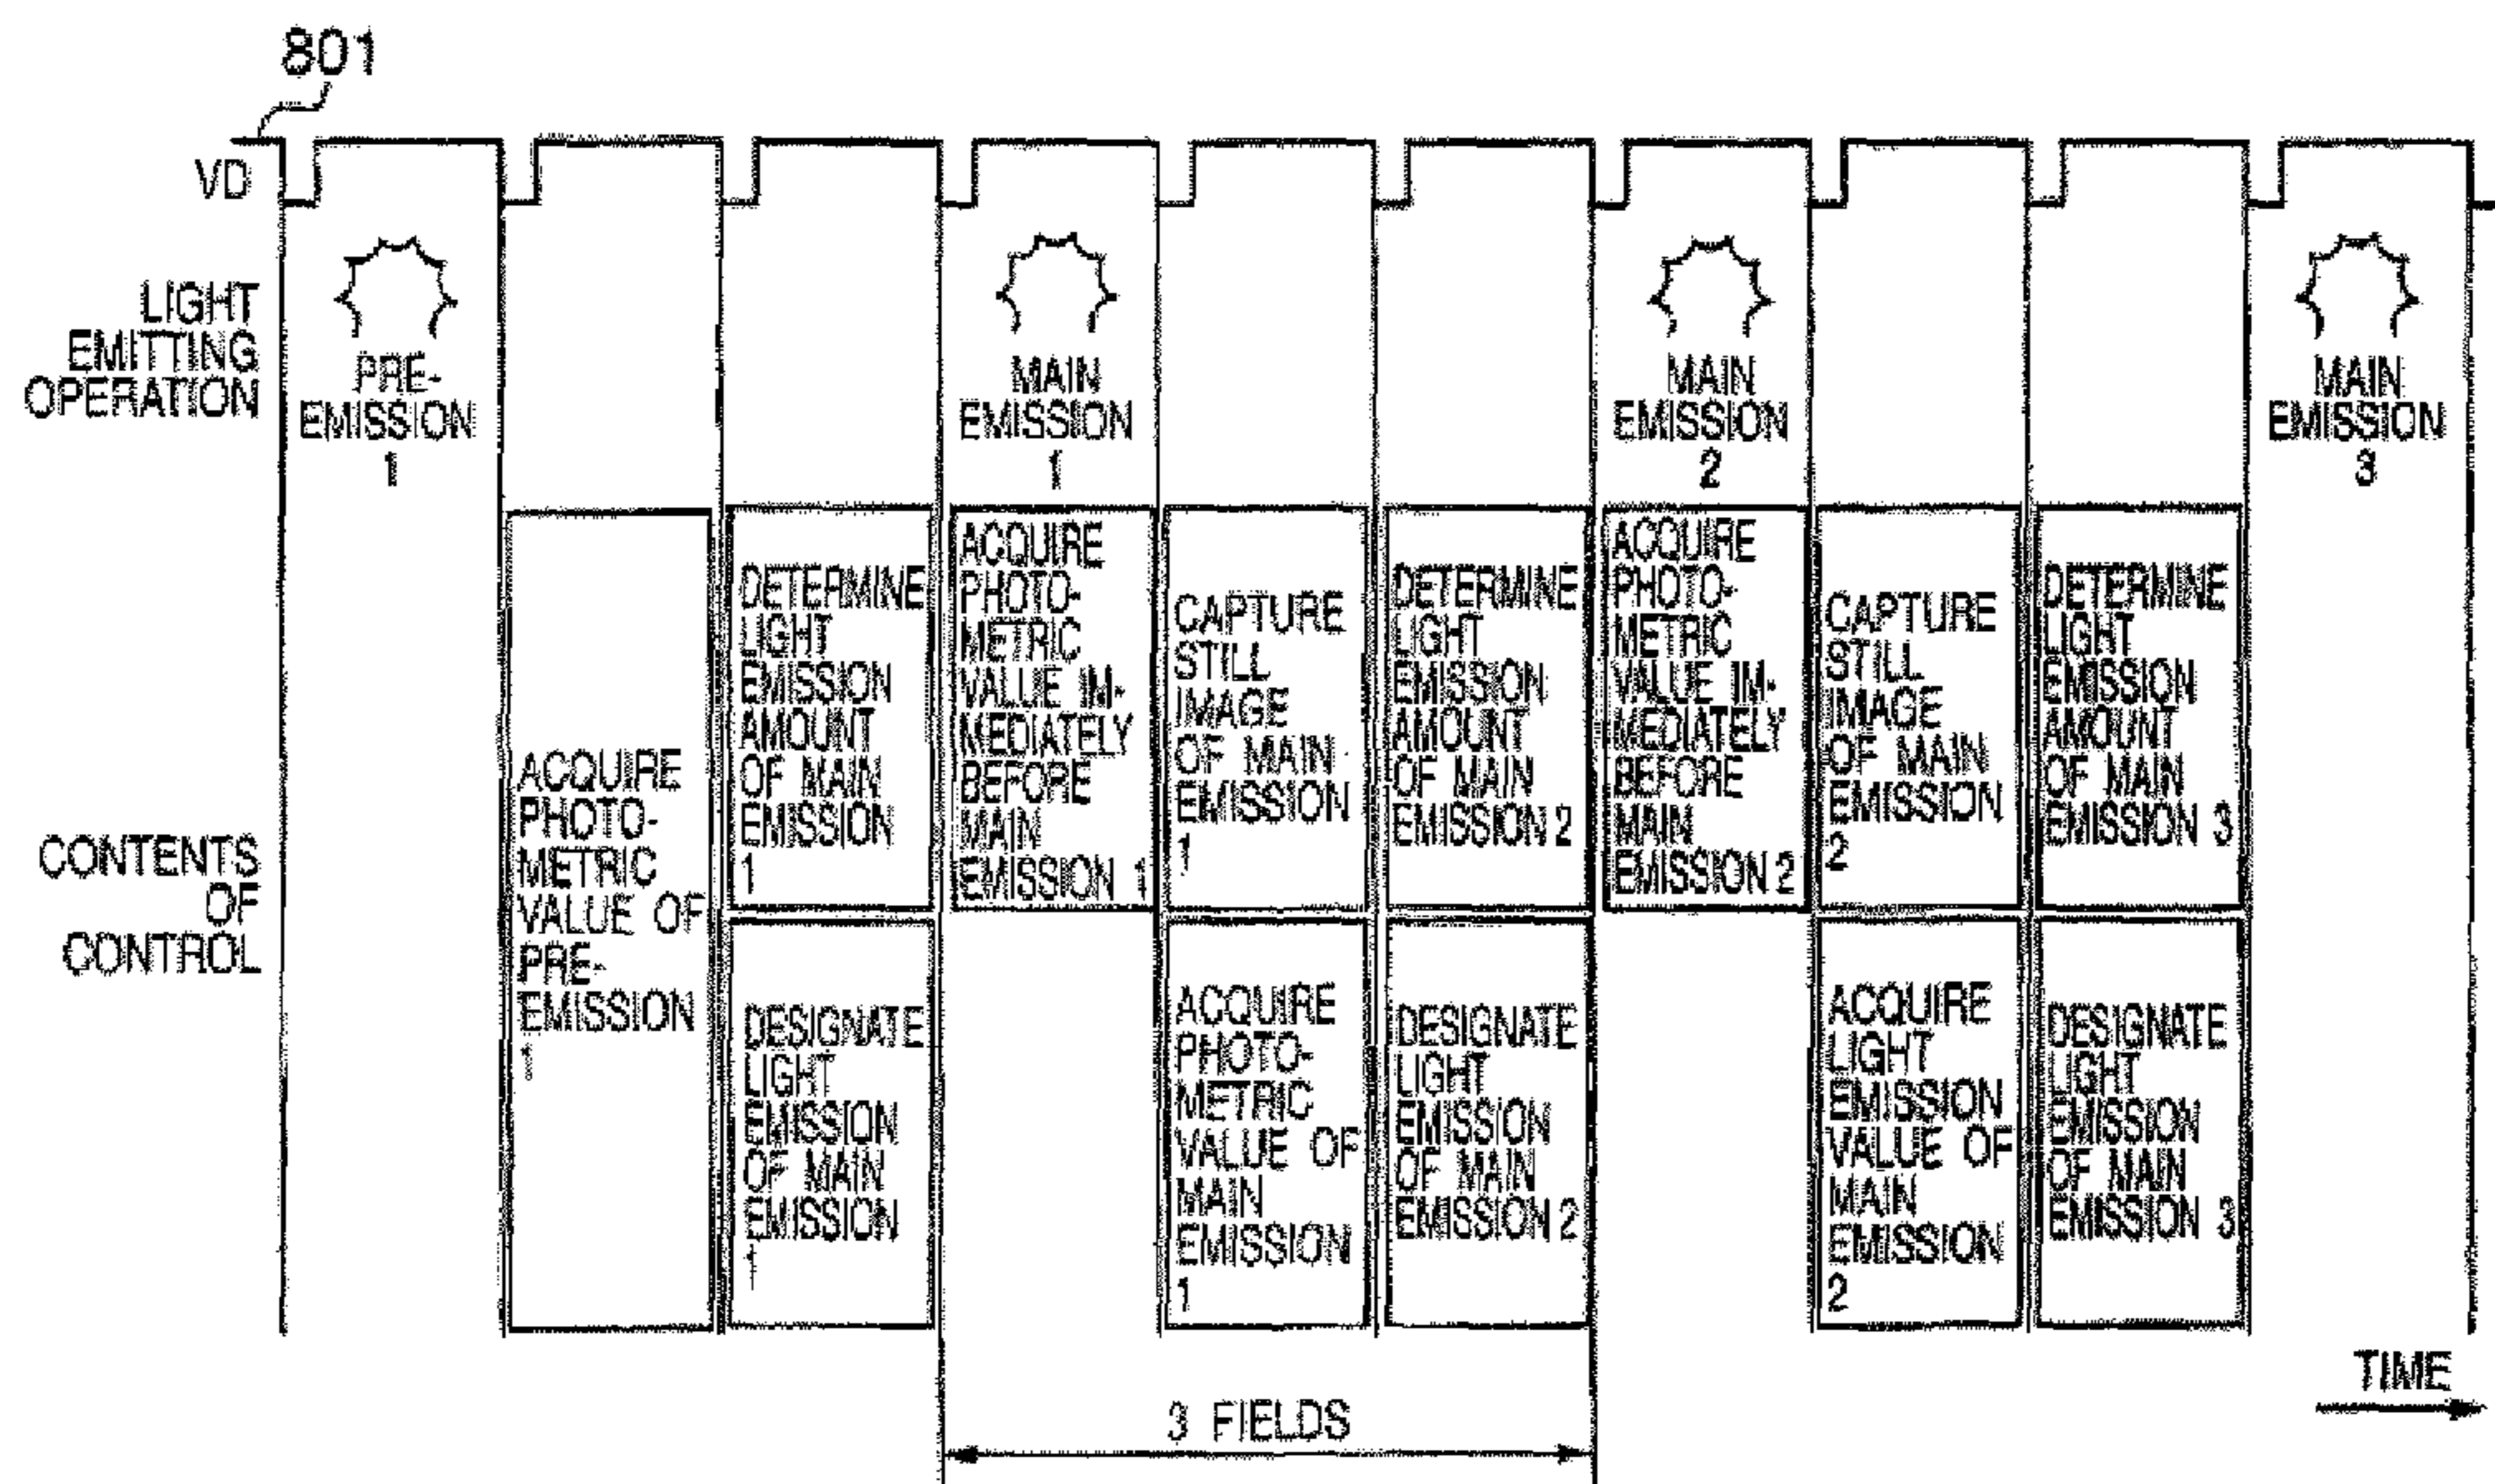 801
VD
LIGHT
EMITTING
OPERATION
PRE-
EMISSION
1
MAIN
EMISSION
1
MAIN
EMISSION
2
MAIN
EMISSION
3
CONTENTS
OF
CONTROL
ACQUIRE
PHOTO-
METRIC
VALUE OF
PRE-
EMISSION
1
DETERMINE
LIGHT
EMISSION
AMOUNT
OF MAIN
EMISSION
1
DESIGNATE
LIGHT
EMISSION
OF MAIN
EMISSION
1
ACQUIRE
PHOTO-
METRIC
VALUE IM-
MEDIATELY
BEFORE
MAIN
EMISSION 1
CAPTURE
STILL
IMAGE
OF MAIN
EMISSION
1
ACQUIRE
PHOTO-
METRIC
VALUE OF
MAIN
EMISSION
1
DETERMINE
LIGHT
EMISSION
AMOUNT
OF MAIN
EMISSION 2
DESIGNATE
LIGHT
EMISSION
OF MAIN
EMISSION 2
ACQUIRE
PHOTO-
METRIC
VALUE IM-
MEDIATELY
BEFORE
MAIN
EMISSION 2
CAPTURE
STILL
IMAGE
OF MAIN
EMISSION
2
ACQUIRE
LIGHT
EMISSION
VALUE OF
MAIN
EMISSION
2
DETERMINE
LIGHT
EMISSION
AMOUNT
OF MAIN
EMISSION 3
DESIGNATE
LIGHT
EMISSION
OF MAIN
EMISSION 3
TIME
3 FIELDS